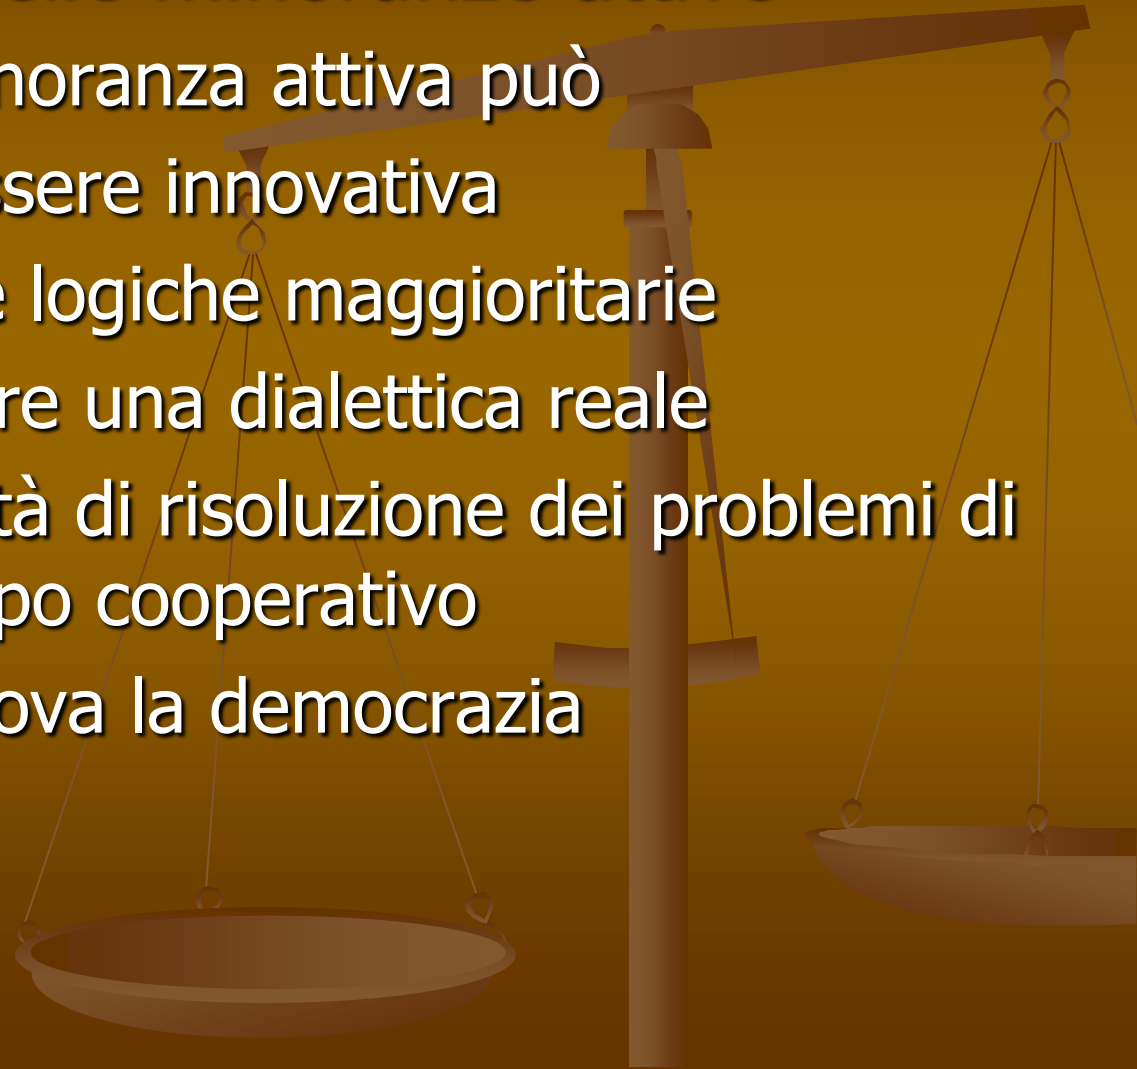 noranza attiva può
ssere innovativa
e logiche maggioritarie
re una dialettica reale
tà di risoluzione dei problemi di
po cooperativo
ova la democrazia